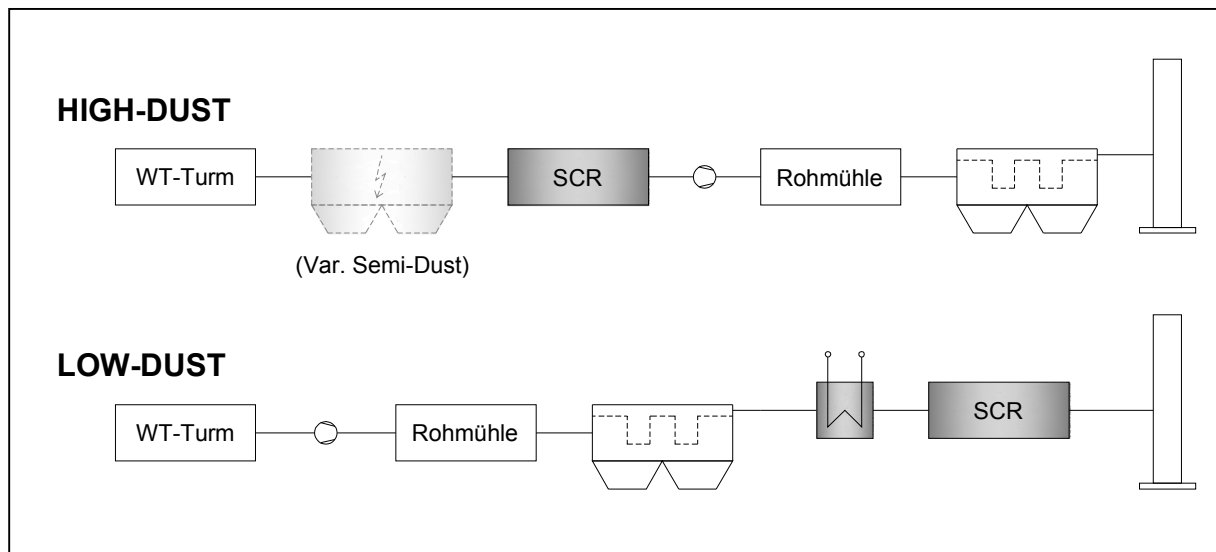 HIGH-DUST
WT-Turm
SCR
Rohmühle
(Var. Semi-Dust)
LOW-DUST
WT-Turm
Rohmühle
SCR